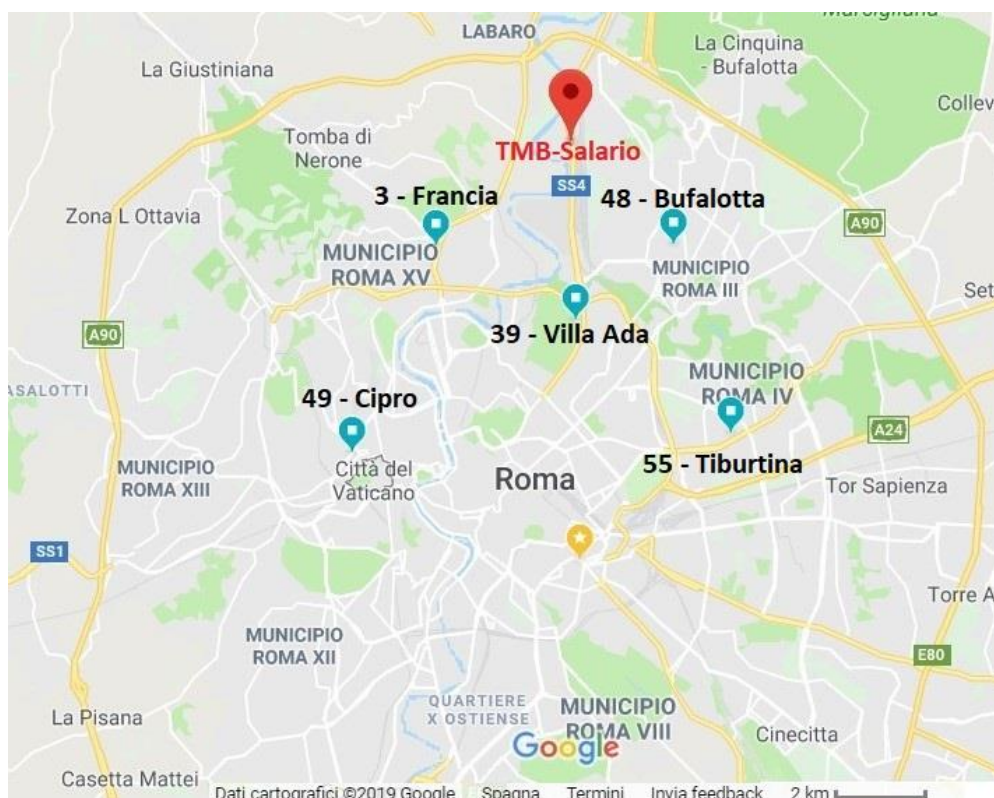 LABARO
Marcigliana
La Cinquina
- Bufalotta
La Giustiniana
Collev
Tomba di
Nerone
TMB-Salario
SS4
3 - Francia
48 - Bufalotta
Zona L Ottavia
A90
MUNICIPIO
ROMA XV
MUNICIPIO
ROMA III
Set
39 - Villa Ada
A90
MUNICIPIO
ROMA IV
ASALOTTI
49 - Cipro
A24
MUNICIPIO
ROMA XIII
Città del
Vaticano
Roma
55 - Tiburtina
Tor Sapienza
SS1
Torre A
MUNICIPIO
ROMA XII
E80
QUARTIERE
X OSTIENSE
MUNICIPIO
ROMA VIII
La Pisana
Cinecitta
Google
Casetta Mattei
Dati cartografici ©2019 Google Spagna Termini Invia feedback 2 km